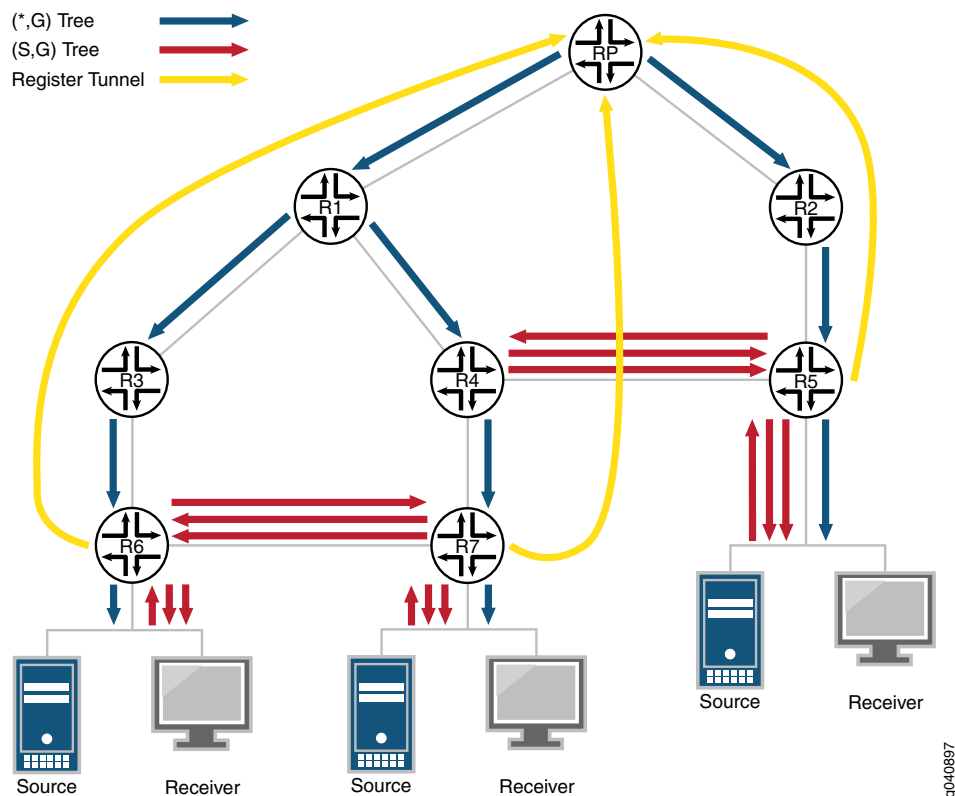 (*,G) Tree
(S,G) Tree
Register Tunnel
RP
R1
R2
R3
R4
R5
R6
R7
Source
Receiver
Source
Receiver
Source
Receiver
g040897